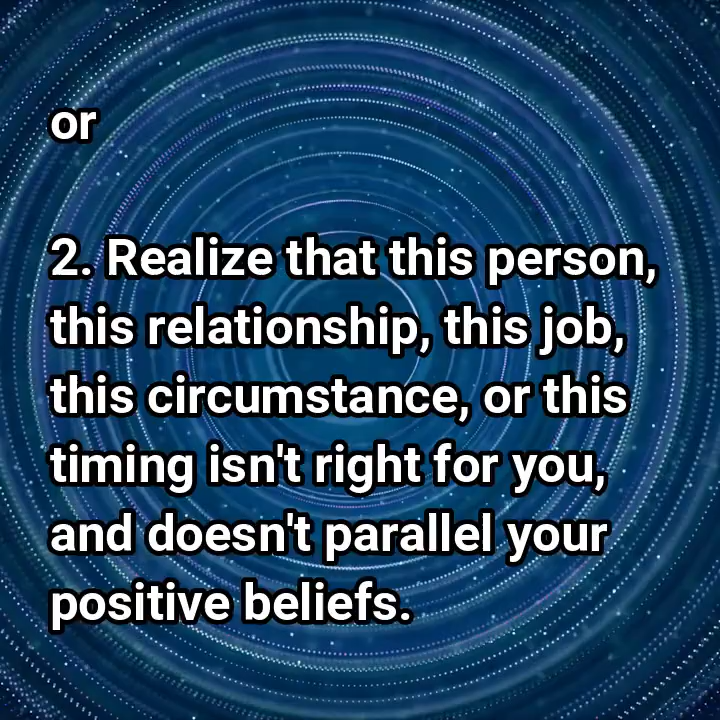 or
2. Realize that this person,
this relationship, this job,
this circumstance, or this
timing isn't right for you,
and doesn't parallel your
positive beliefs.